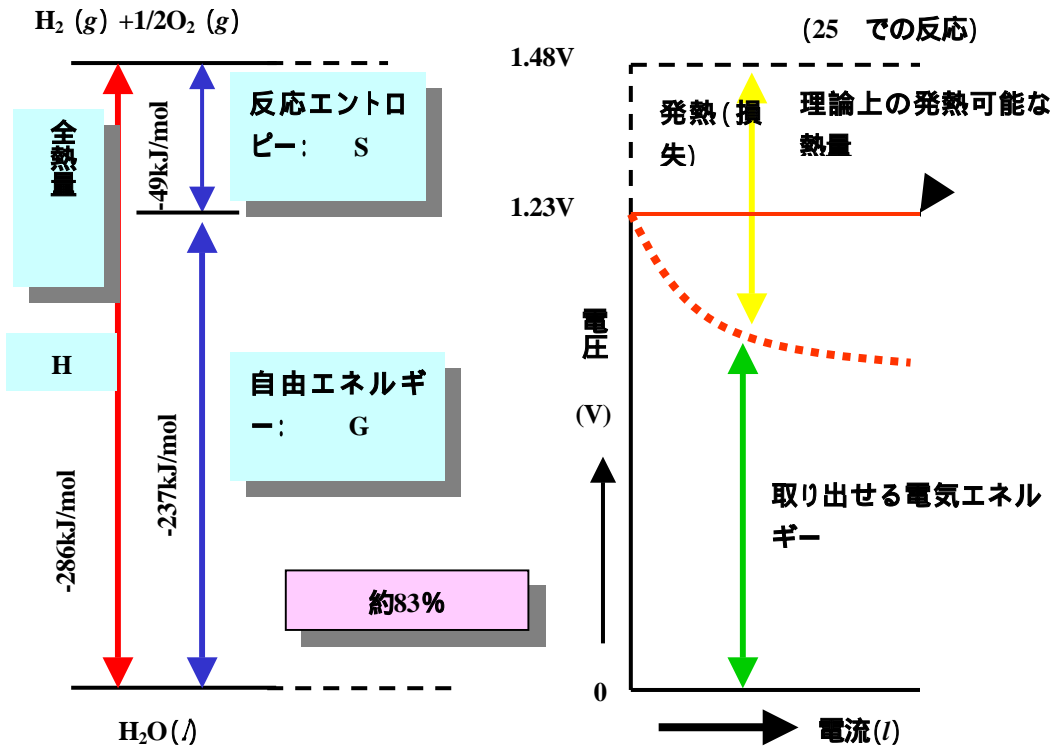 H₂ (g) +1/2O₂ (g)
全熱量
H
-286kJ/mol
-49kJ/mol
-237kJ/mol
反応エントロ
ピー: S
自由エネルギ
ー: G
約83%
H₂O(l)
(25 での反応)
1.48V
1.23V
発熱(損
失)
理論上の発熱可能な
熱量
電圧
(V)
取り出せる電気エネル
ギー
0
電流(l)